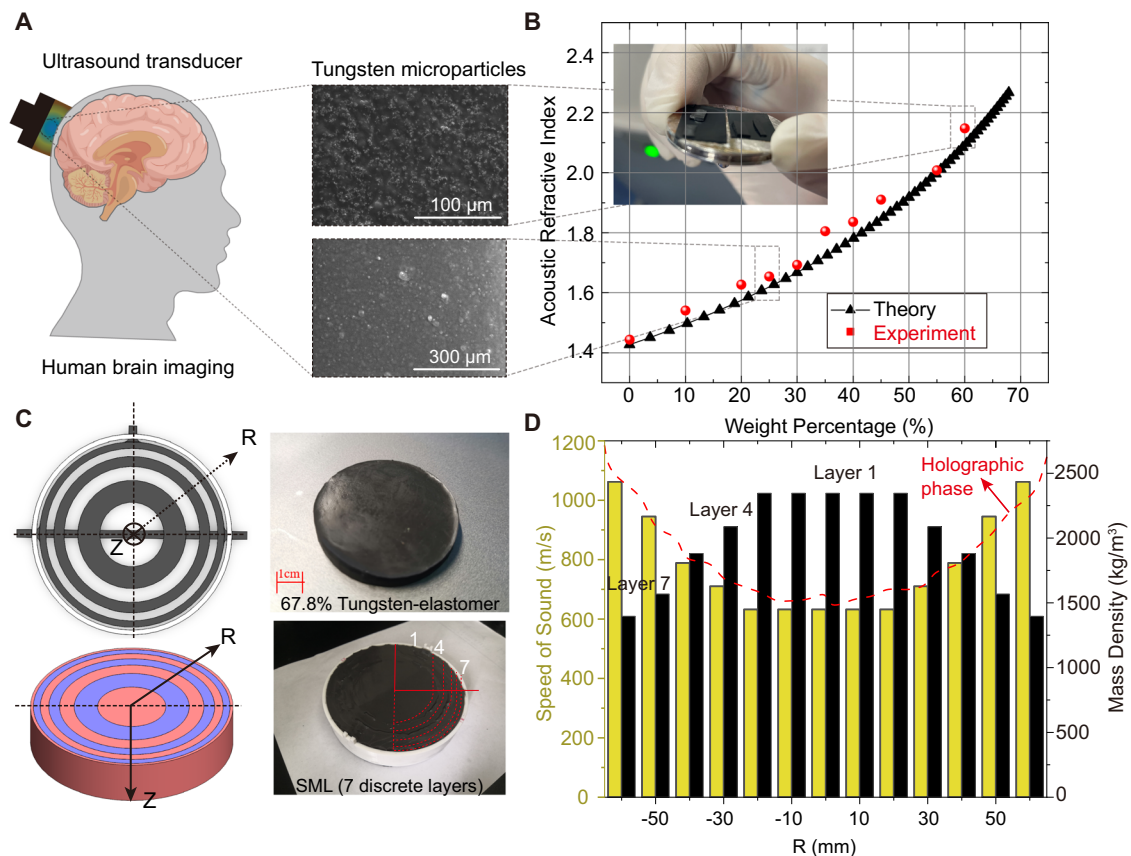 A
Ultrasound transducer
Human brain imaging
Tungsten microparticles
100 µm
300 µm
B
Acoustic Refractive Index
2.4
2.2
2.0
1.8
1.6
1.4
Theory
Experiment
0 10 20 30 40 50 60 70
Weight Percentage (%)
C
R
Z
R
Z
1cm
67.8% Tungsten-elastomer
1 4 7
SML (7 discrete layers)
D
Speed of Sound (m/s)
1200
1000
800
600
400
200
0
Layer 7
Layer 4
Layer 1
Holographic
phase
2500
2000
1500
1000
500
0
Mass Density (kg/m³)
-50 -30 -10 10 30 50
R (mm)